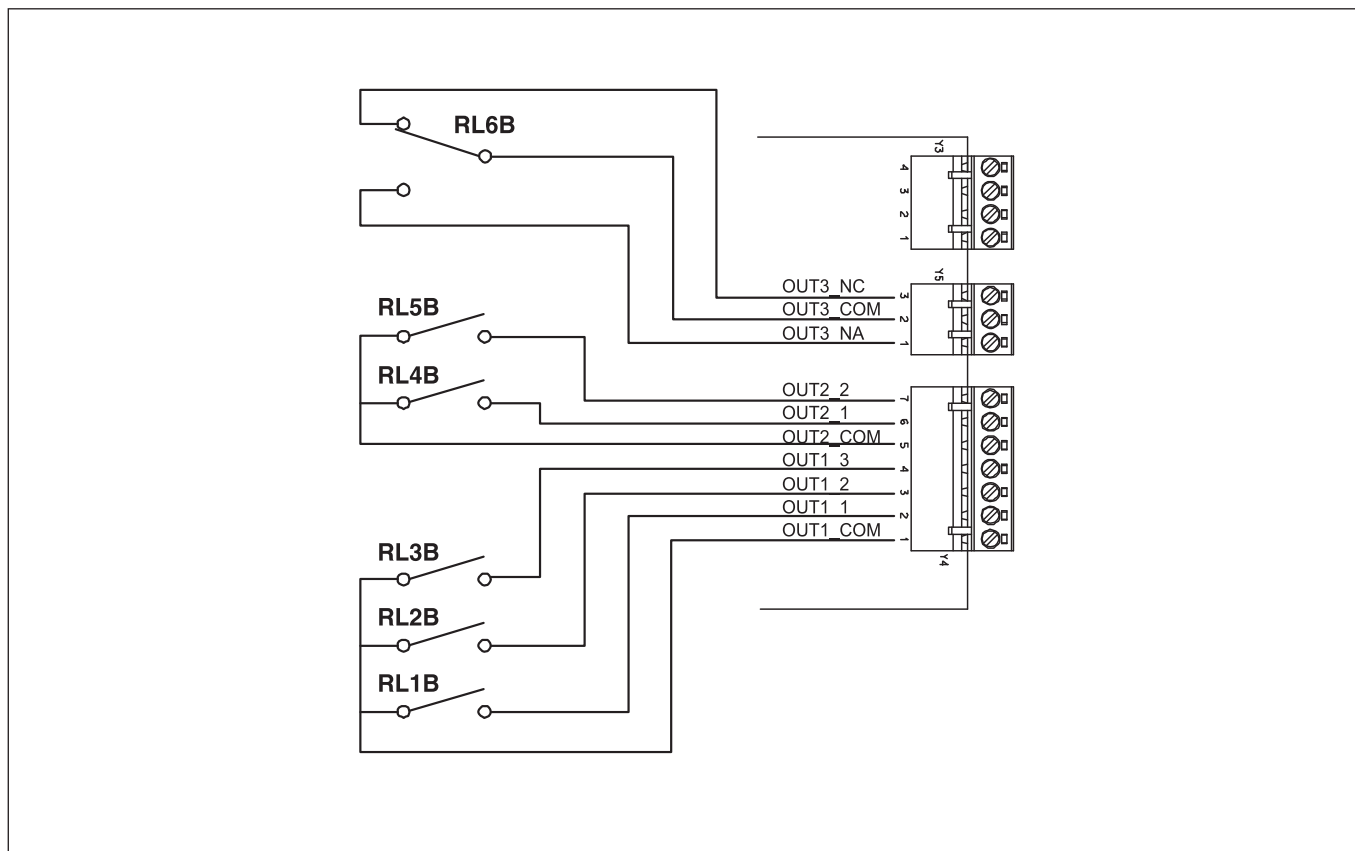 RL6B
Y3
4
3
2
1
Y5
OUT3_NC 3
OUT3_COM 2
OUT3_NA 1
RL5B
RL4B
OUT2_2 7
OUT2_1 6
OUT2_COM 5
OUT1_3 4
OUT1_2 3
OUT1_1 2
OUT1_COM 1
Y4
RL3B
RL2B
RL1B